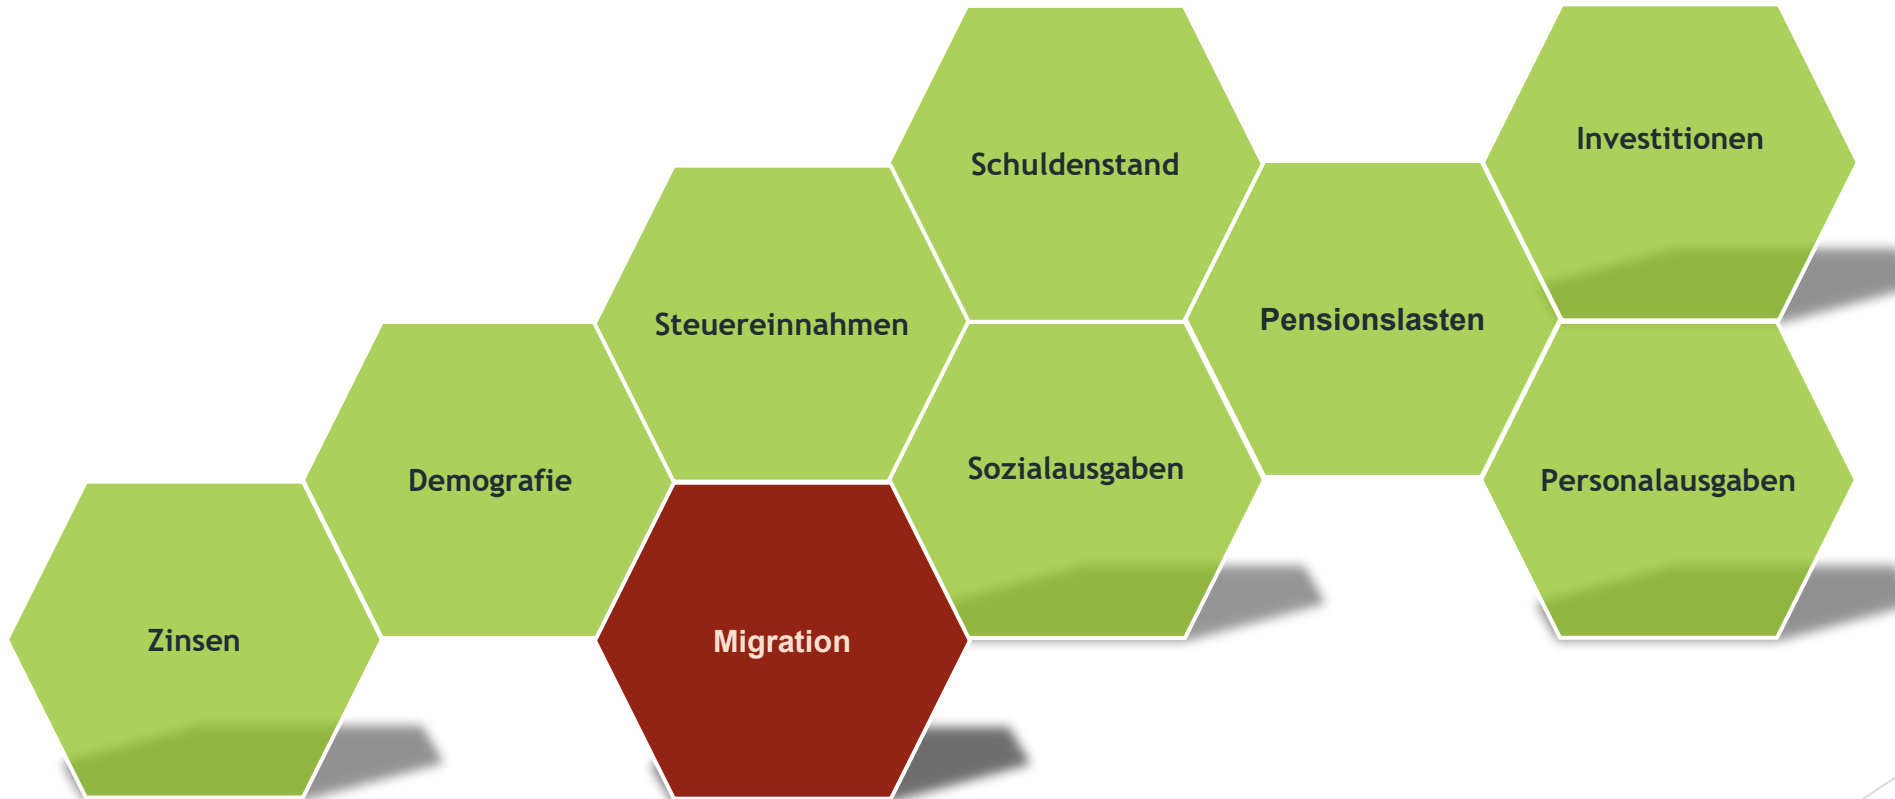 Investitionen
Schuldenstand
Pensionslasten
Steuereinnahmen
Sozialausgaben
Demografie
Personalausgaben
Zinsen
Migration